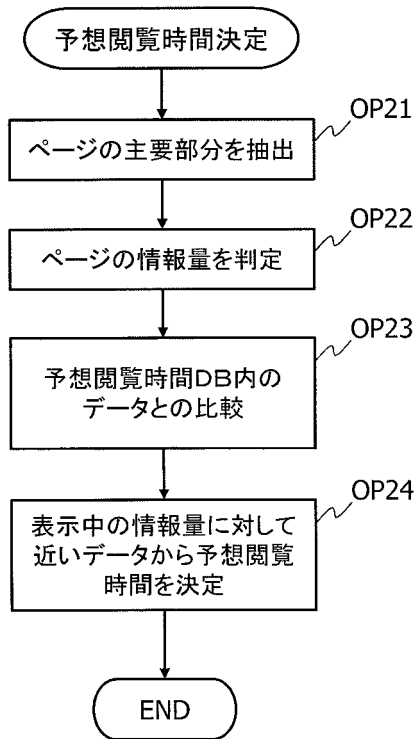 予想閲覧時間決定
OP21
ページの主要部分を抽出
OP22
ページの情報量を判定
OP23
予想閲覧時間DB内の
データとの比較
OP24
表示中の情報量に対して
近いデータから予想閲覧
時間を決定
END